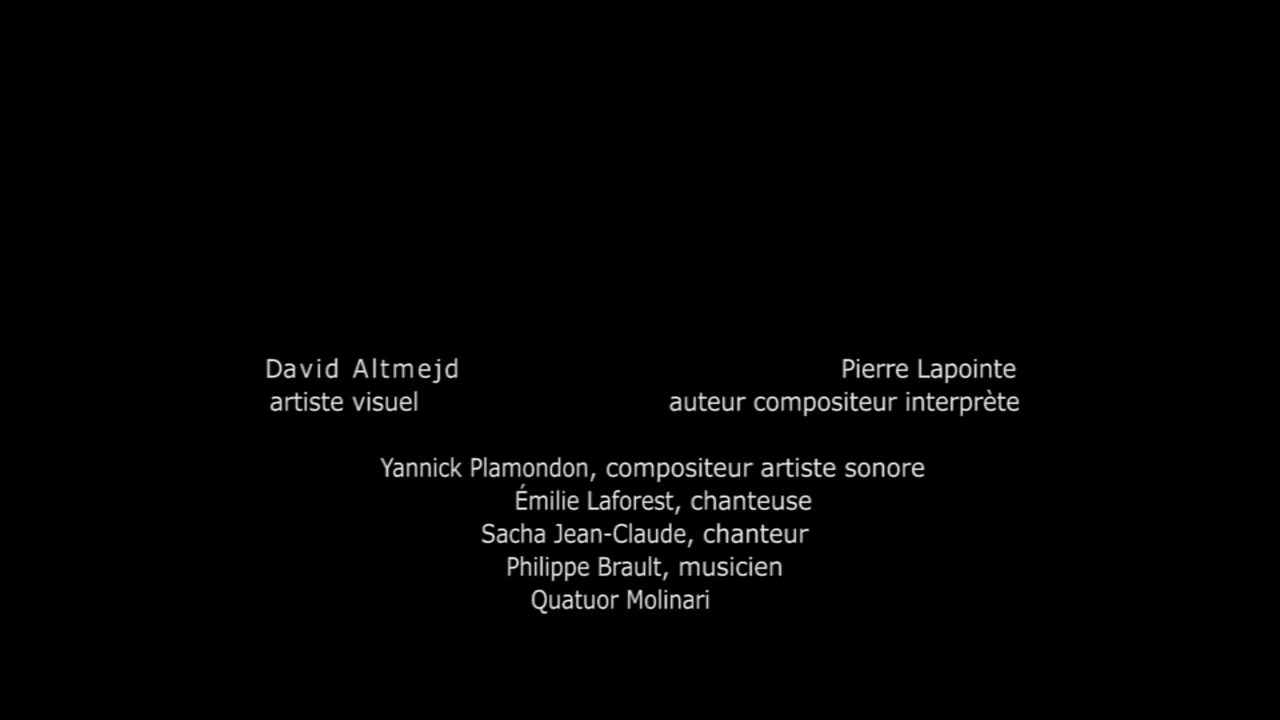 David Altmejd
artiste visuel
Pierre Lapointe
auteur compositeur interprète
Yannick Plamondon, compositeur artiste sonore
Émilie Laforest, chanteuse
Sacha Jean-Claude, chanteur
Philippe Brault, musicien
Quatuor Molinari